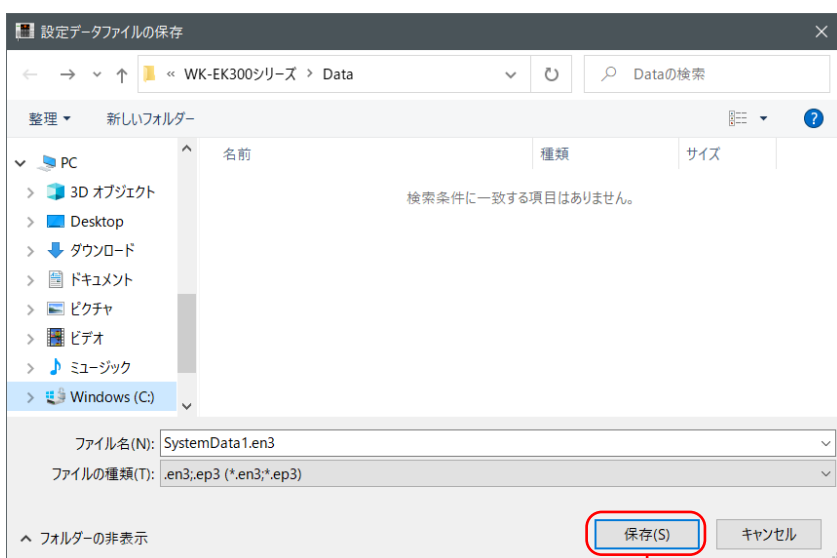 設定データファイルの保存
« WK-EK300シリーズ > Data
Dataの検索
整理
新しいフォルダー
?
名前 種類 サイズ
検索条件に一致する項目はありません。
PC
3D オブジェクト
Desktop
ダウンロード
ドキュメント
ピクチャ
ビデオ
ミュージック
Windows (C:)
ファイル名(N): SystemData1.en3
ファイルの種類(T): .en3;.ep3 (*.en3;*.ep3)
フォルダーの非表示
保存(S)
キャンセル